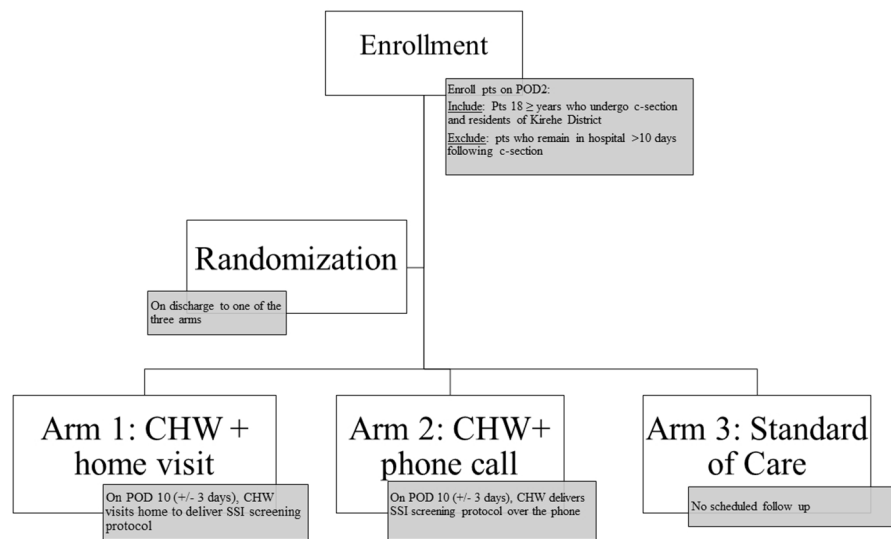 Enrollment
Enroll pts on POD2:
Include: Pts 18 ≥ years who undergo c-section
and residents of Kirehe District
Exclude: pts who remain in hospital >10 days
following c-section
Randomization
On discharge to one of the
three arms
Arm 1: CHW +
home visit
On POD 10 (+/- 3 days), CHW
visits home to deliver SSI screening
protocol
Arm 2: CHW+
phone call
On POD 10 (+/- 3 days), CHW delivers
SSI screening protocol over the phone
Arm 3: Standard
of Care
No scheduled follow up